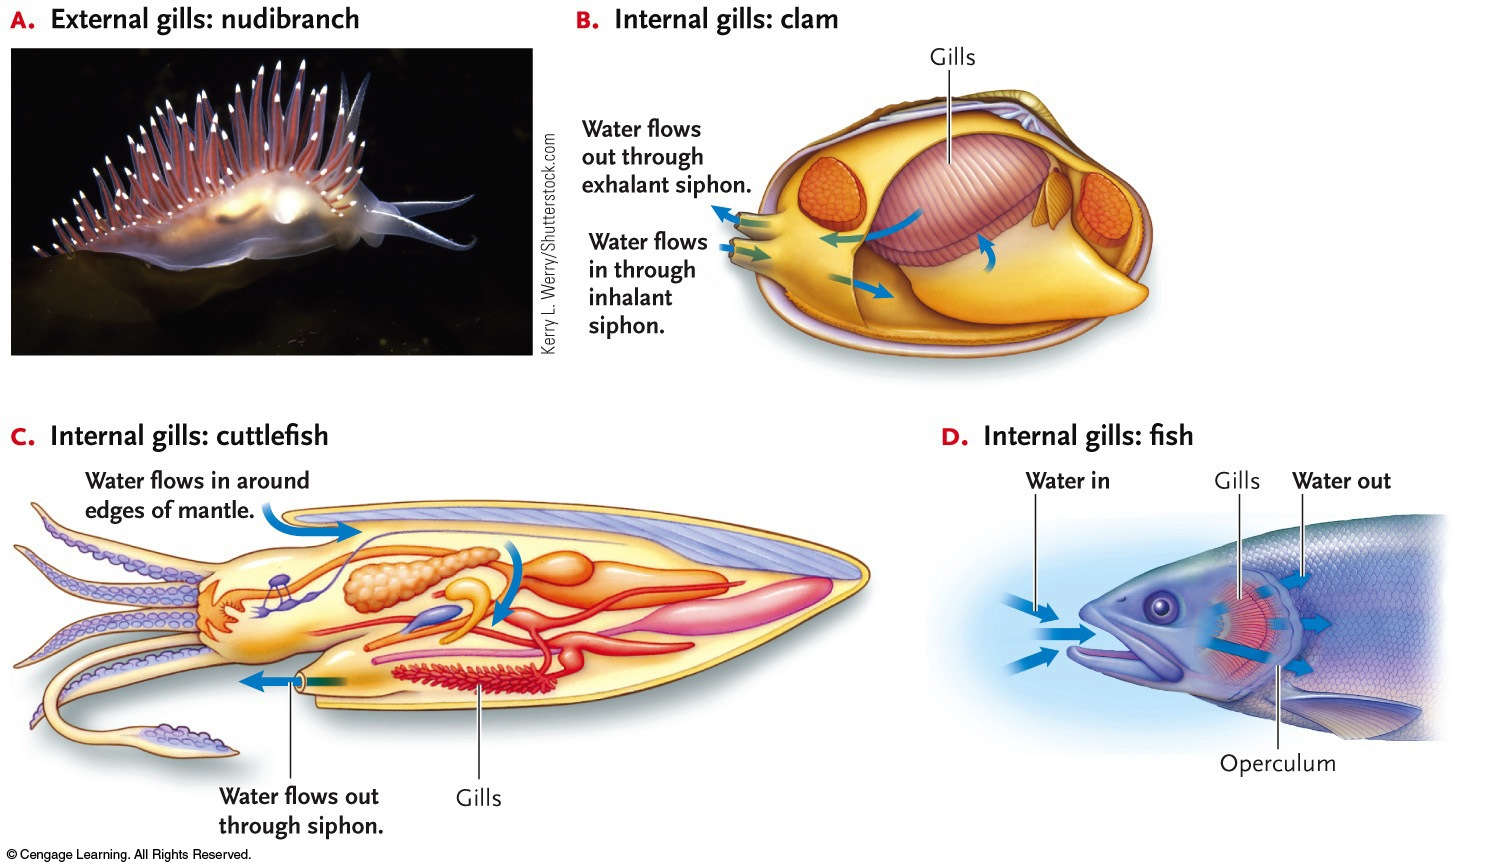 A. External gills: nudibranch
Kerry L. Werry/Shutterstock.com
B. Internal gills: clam
Gills
Water flows
out through
exhalant siphon.
Water flows
in through
inhalant
siphon.
C. Internal gills: cuttlefish
Water flows in around
edges of mantle.
Water flows out
through siphon.
Gills
D. Internal gills: fish
Water in
Gills
Water out
Operculum
© Cengage Learning. All Rights Reserved.